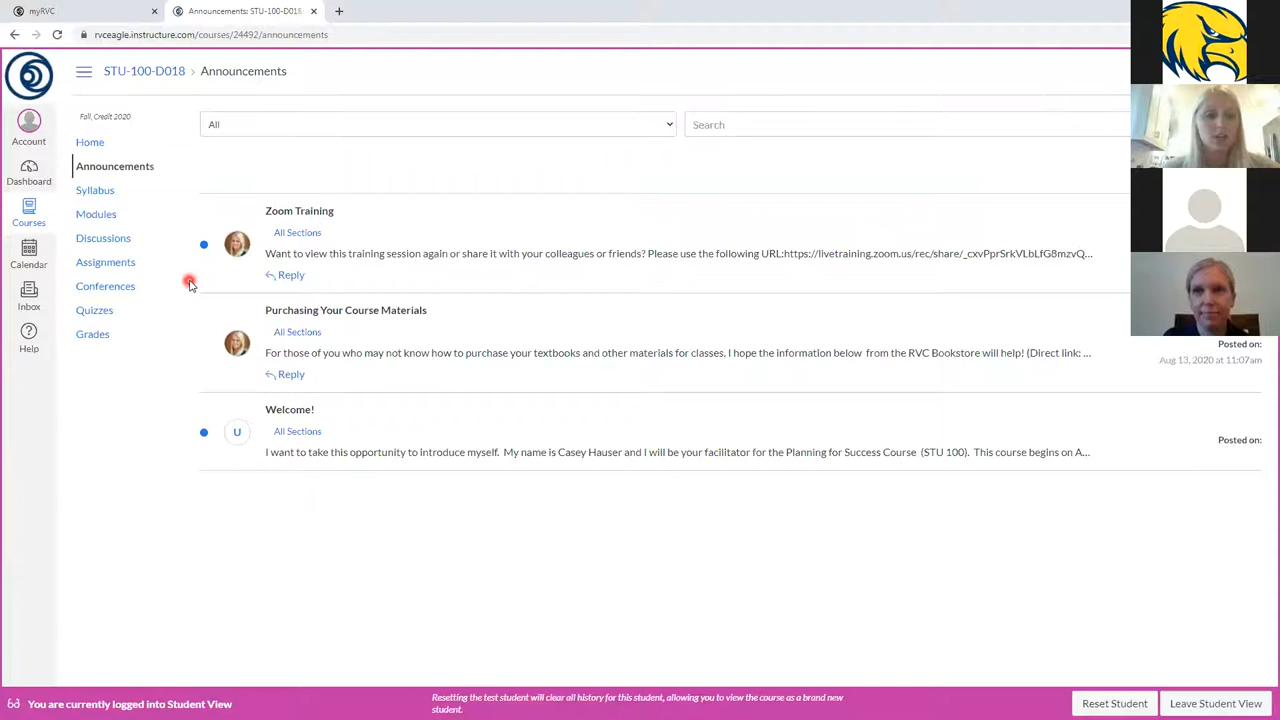 myRVC
Announcements: STU-100-D018
rvceagle.instructure.com/courses/24492/announcements
STU-100-D018 > Announcements
Fall, Credit 2020
Home
Announcements
Syllabus
Modules
Discussions
Assignments
Conferences
Quizzes
Grades
Account
Dashboard
Courses
Calendar
Inbox
Help
All
Search
Zoom Training
All Sections
Want to view this training session again or share it with your colleagues or friends? Please use the following URL:https://livetraining.zoom.us/rec/share/_cxvPprSrkVLbLfG8mzvQ...
Reply
Purchasing Your Course Materials
All Sections
For those of you who may not know how to purchase your textbooks and other materials for classes, I hope the information below from the RVC Bookstore will help! (Direct link: ...
Reply
Posted on:
Aug 13, 2020 at 11:07am
Welcome!
U
All Sections
I want to take this opportunity to introduce myself. My name is Casey Hauser and I will be your facilitator for the Planning for Success Course (STU 100). This course begins on A...
Posted on:
You are currently logged into Student View
Resetting the test student will clear all history for this student, allowing you to view the course as a brand new
student.
Reset Student
Leave Student View